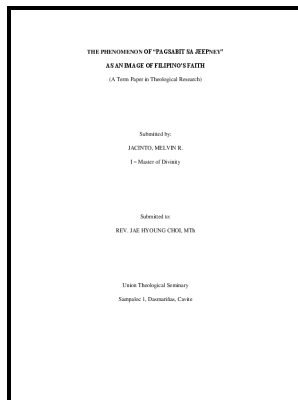 THE PHENOMENON OF "PAGSABIT SA JEEPNEY"
AS AN IMAGE OF FILIPINO'S FAITH
(A Term Paper in Theological Research)
Submitted by:
JACINTO, MELVIN R.
I – Master of Divinity
Submitted to:
REV. JAE HYOUNG CHOI, MTh
Union Theological Seminary
Sampaloc 1, Dasmariñas, Cavite